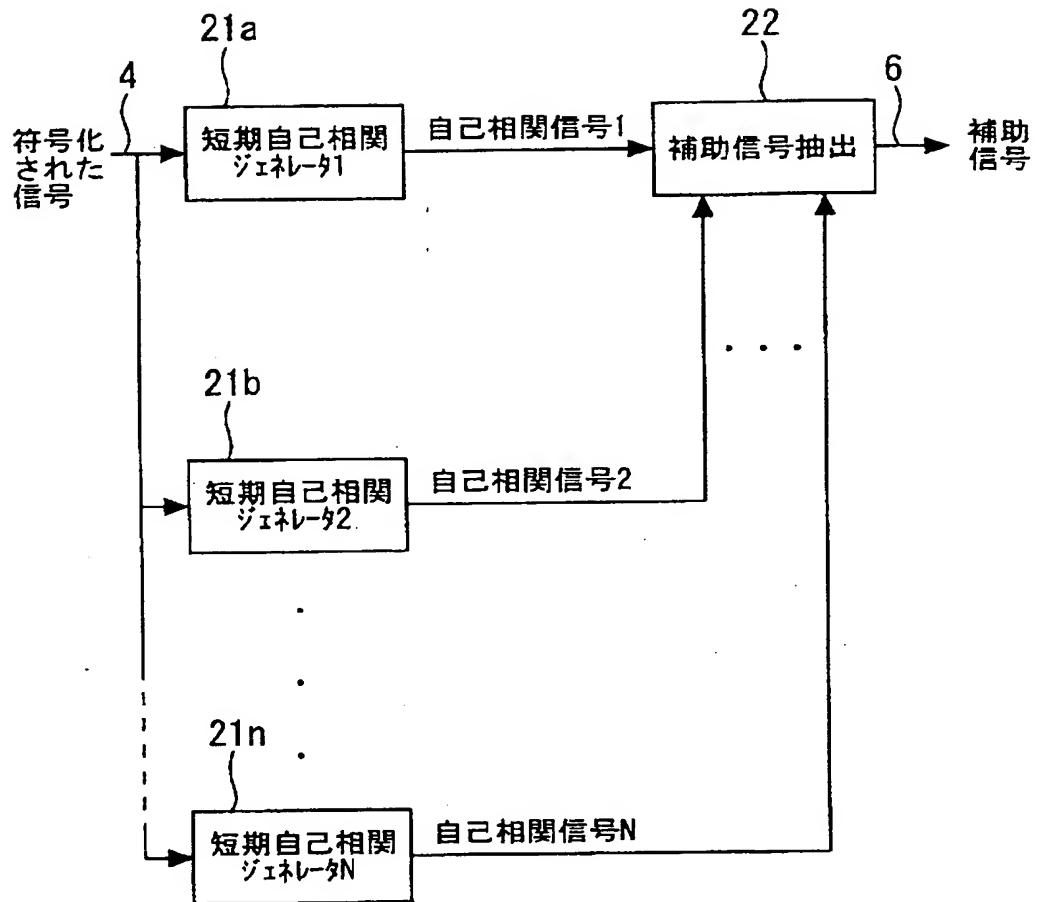 21a
22
4
6
符号化
された
信号
短期自己相関
ジェネレータ1
自己相関信号1
補助信号抽出
補助
信号
21b
短期自己相関
ジェネレータ2
自己相関信号2
21n
短期自己相関
ジェネレータN
自己相関信号N